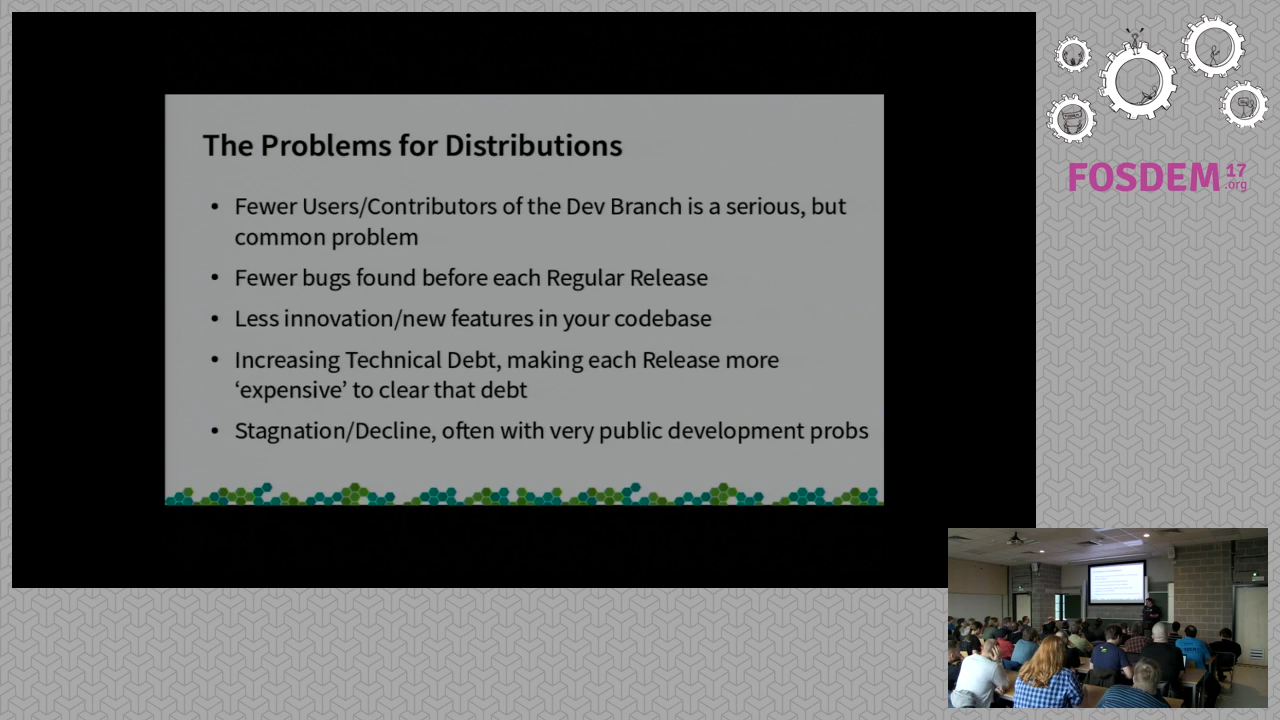 The Problems for Distributions
• Fewer Users/Contributors of the Dev Branch is a serious, but
common problem
• Fewer bugs found before each Regular Release
• Less innovation/new features in your codebase
• Increasing Technical Debt, making each Release more
‘expensive’ to clear that debt
• Stagnation/Decline, often with very public development probs
FOSDEM 17
.org